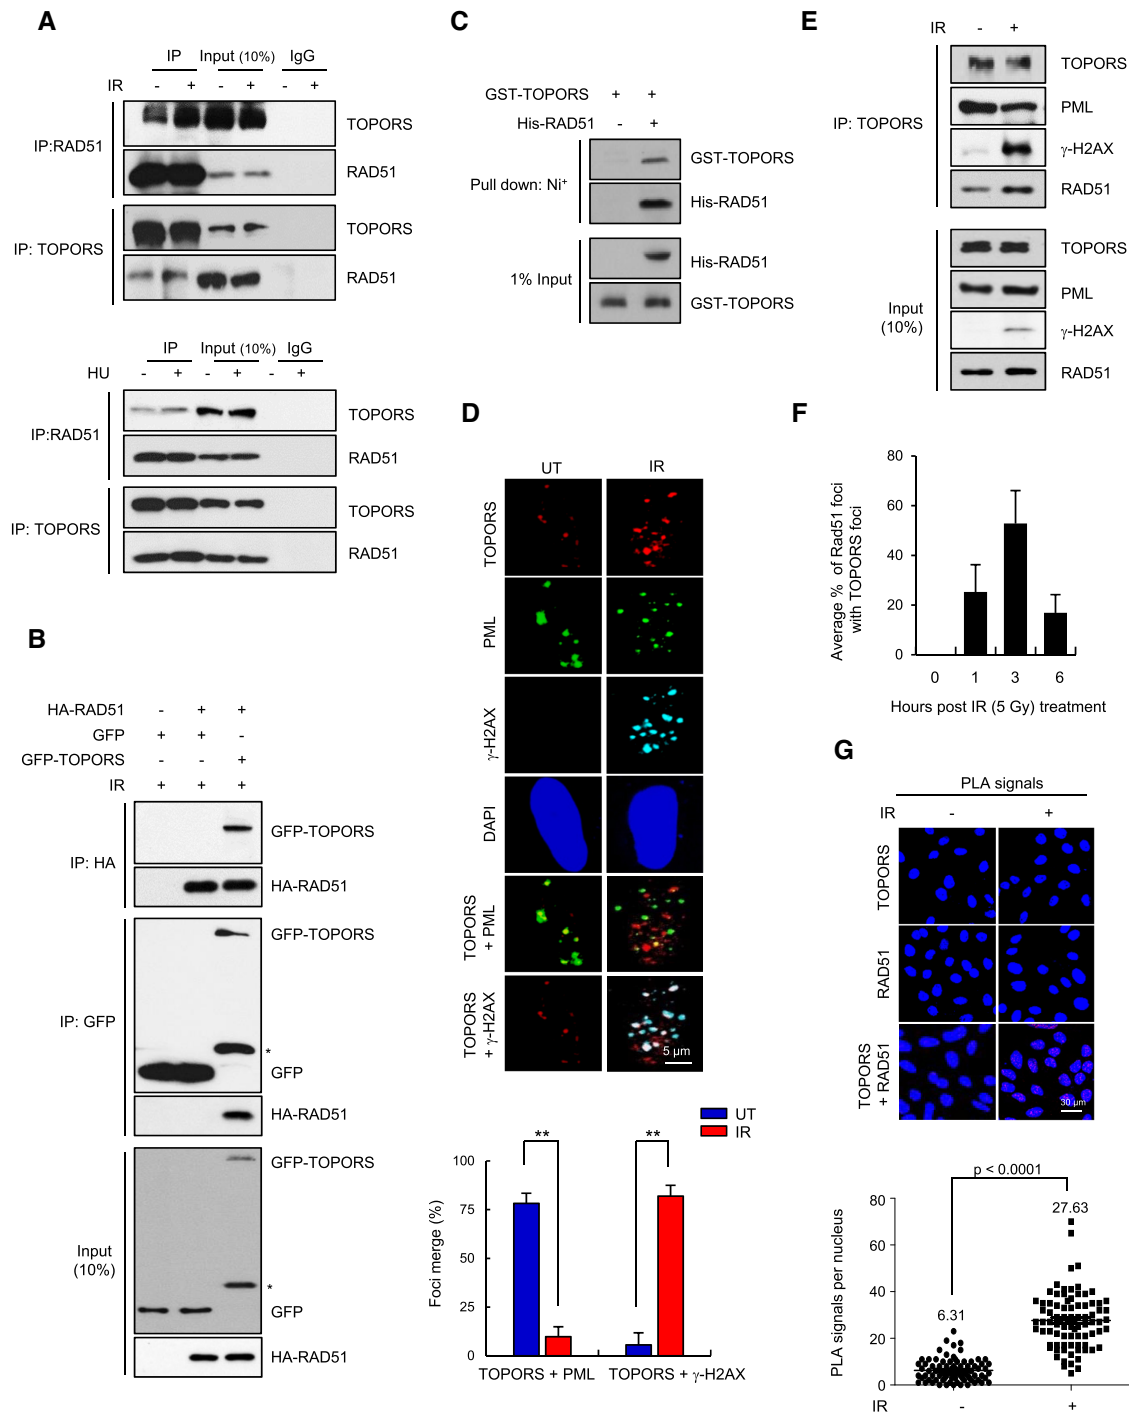 A
IP Input (10%) IgG
IR - + - + - +
IP:RAD51
TOPORS
RAD51
IP: TOPORS
TOPORS
RAD51
IP Input (10%) IgG
HU - + - + - +
IP:RAD51
TOPORS
RAD51
IP: TOPORS
TOPORS
RAD51
B
HA-RAD51 - + +
GFP + + -
GFP-TOPORS - - +
IR + + +
IP: HA
GFP-TOPORS
HA-RAD51
IP: GFP
GFP-TOPORS
*
GFP
HA-RAD51
Input
(10%)
GFP-TOPORS
*
GFP
HA-RAD51
C
GST-TOPORS + +
His-RAD51 - +
Pull down: Ni+
GST-TOPORS
His-RAD51
1% Input
His-RAD51
GST-TOPORS
D
UT IR
TOPORS
PML
γ-H2AX
DAPI
TOPORS
+ PML
TOPORS
+ γ-H2AX
5 µm
UT
IR
** **
Foci merge (%)
100
75
50
25
0
TOPORS + PML TOPORS + γ-H2AX
E
IR - +
IP: TOPORS
TOPORS
PML
γ-H2AX
RAD51
Input
(10%)
TOPORS
PML
γ-H2AX
RAD51
F
Average % of Rad51 foci
with TOPORS foci
80
60
40
20
0
0 1 3 6
Hours post IR (5 Gy) treatment
G
PLA signals
IR - +
TOPORS
RAD51
TOPORS
+ RAD51
30 µm
p < 0.0001
PLA signals per nucleus
80
60
40
20
0
6.31
27.63
IR - +